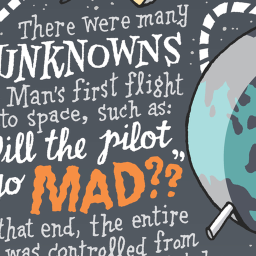 There were many
UNKNOWNS
Man's first flight
to space, such as:
ill the pilot
go MAD??”
that end, the entire
was controlled from